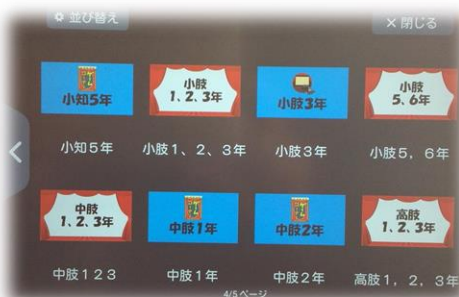 並び替え
× 閉じる
小知5年
小肢
1、2、3年
小肢3年
小肢
5、6年
小知5年
小肢1、2、3年
小肢3年
小肢5，6年
中肢
1、2、3年
中肢1年
中肢2年
高肢
1、2、3年
中肢123
中肢1年
中肢2年
高肢1，2，3年
4/5ページ